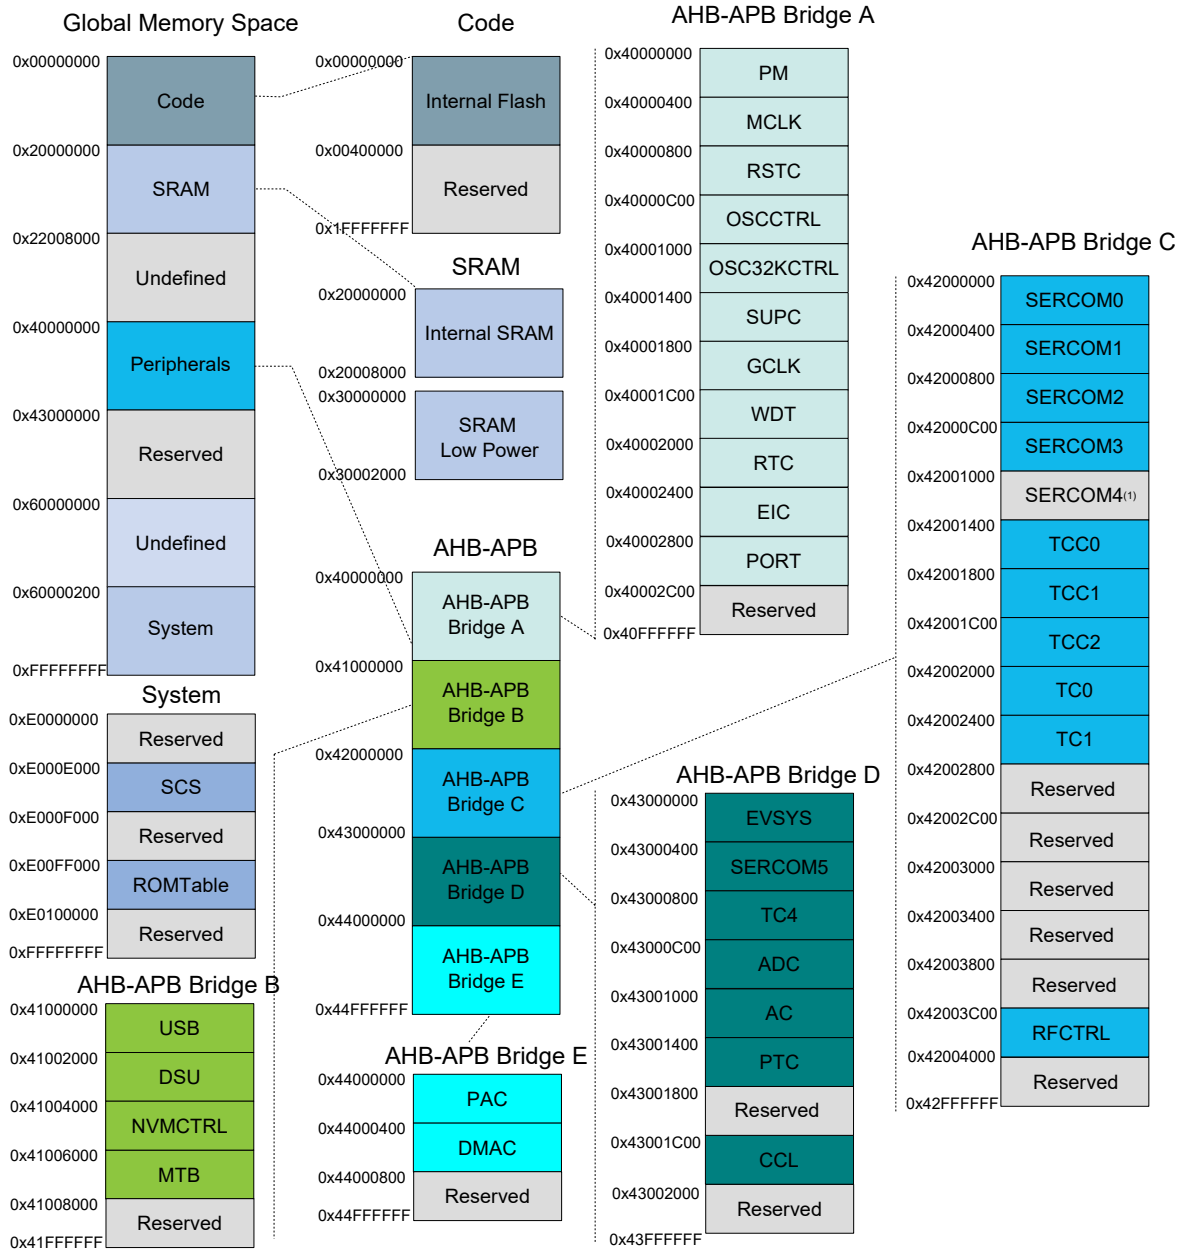 Global Memory Space
0x00000000
Code
0x20000000
SRAM
0x22008000
Undefined
0x40000000
Peripherals
0x43000000
Reserved
0x60000000
Undefined
0x60000200
System
0xFFFFFFFF
System
0xE0000000
Reserved
0xE000E000
SCS
0xE000F000
Reserved
0xE00FF000
ROMTable
0xE0100000
Reserved
0xFFFFFFFF
AHB-APB Bridge B
0x41000000
USB
0x41002000
DSU
0x41004000
NVMCTRL
0x41006000
MTB
0x41008000
Reserved
0x41FFFFFF
Code
0x00000000
Internal Flash
0x00400000
Reserved
0x1FFFFFFF
SRAM
0x20000000
Internal SRAM
0x20008000
0x30000000
SRAM
Low Power
0x30002000
AHB-APB
0x40000000
AHB-APB
Bridge A
0x41000000
AHB-APB
Bridge B
0x42000000
AHB-APB
Bridge C
0x43000000
AHB-APB
Bridge D
0x44000000
AHB-APB
Bridge E
0x44FFFFFF
AHB-APB Bridge E
0x44000000
PAC
0x44000400
DMAC
0x44000800
Reserved
0x44FFFFFF
AHB-APB Bridge A
0x40000000
PM
0x40000400
MCLK
0x40000800
RSTC
0x40000C00
OSCCTRL
0x40001000
OSC32KCTRL
0x40001400
SUPC
0x40001800
GCLK
0x40001C00
WDT
0x40002000
RTC
0x40002400
EIC
0x40002800
PORT
0x40002C00
Reserved
0x40FFFFFF
AHB-APB Bridge D
0x43000000
EVSYS
0x43000400
SERCOM5
0x43000800
TC4
0x43000C00
ADC
0x43001000
AC
0x43001400
PTC
0x43001800
Reserved
0x43001C00
CCL
0x43002000
Reserved
0x43FFFFFF
AHB-APB Bridge C
0x42000000
SERCOM0
0x42000400
SERCOM1
0x42000800
SERCOM2
0x42000C00
SERCOM3
0x42001000
SERCOM4(1)
0x42001400
TCC0
0x42001800
TCC1
0x42001C00
TCC2
0x42002000
TC0
0x42002400
TC1
0x42002800
Reserved
0x42002C00
Reserved
0x42003000
Reserved
0x42003400
Reserved
0x42003800
Reserved
0x42003C00
RFCTRL
0x42004000
Reserved
0x42FFFFFF